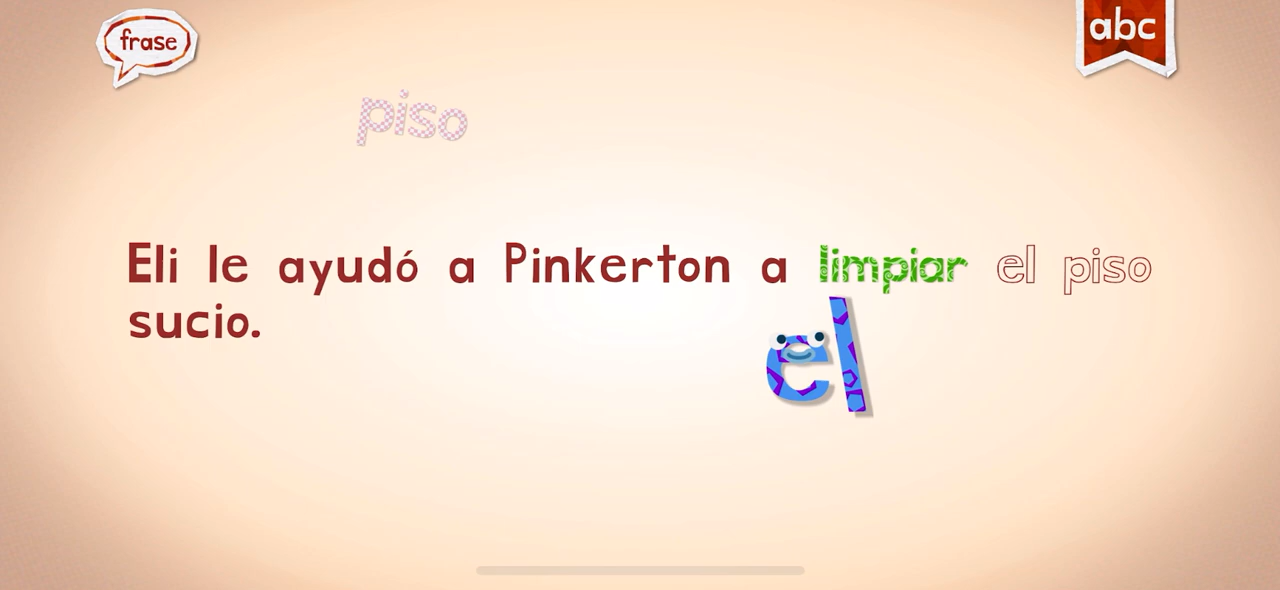 frase
abc
piso
Eli le ayudó a Pinkerton a limpiar el piso
sucio.
el